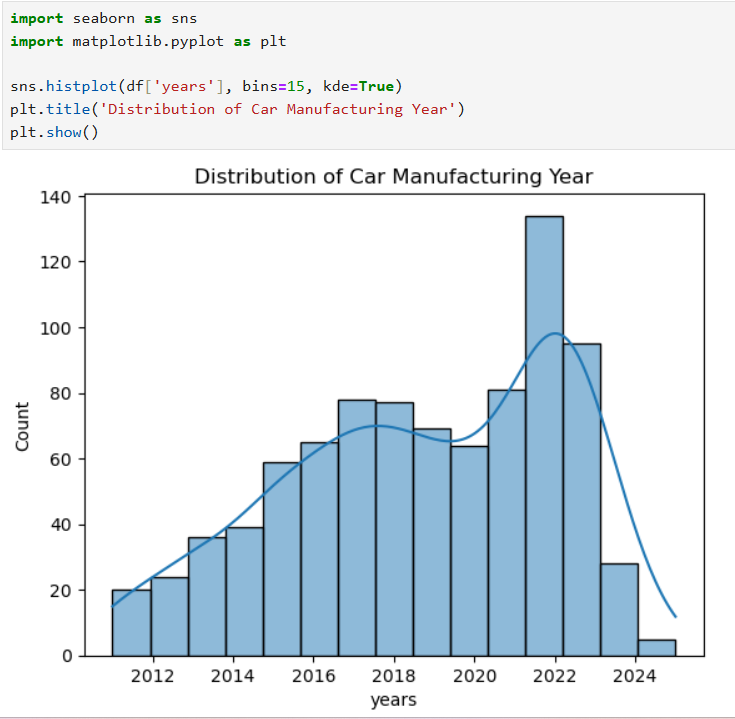 import seaborn as sns
import matplotlib.pyplot as plt
sns.histplot(df['years'], bins=15, kde=True)
plt.title('Distribution of Car Manufacturing Year')
plt.show()
Distribution of Car Manufacturing Year
140
120
100
80
60
40
20
0
Count
2012 2014 2016 2018 2020 2022 2024
years